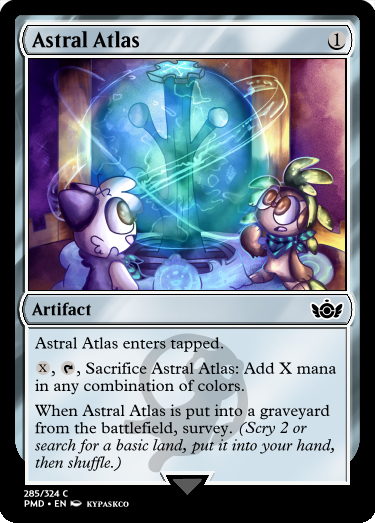 Astral Atlas 1
Artifact
Astral Atlas enters tapped.
X, T, Sacrifice Astral Atlas: Add X mana
in any combination of colors.
When Astral Atlas is put into a graveyard
from the battlefield, survey. (Scry 2 or
search for a basic land, put it into your hand,
then shuffle.)
285/324 C
PMD • EN KYPASKCO